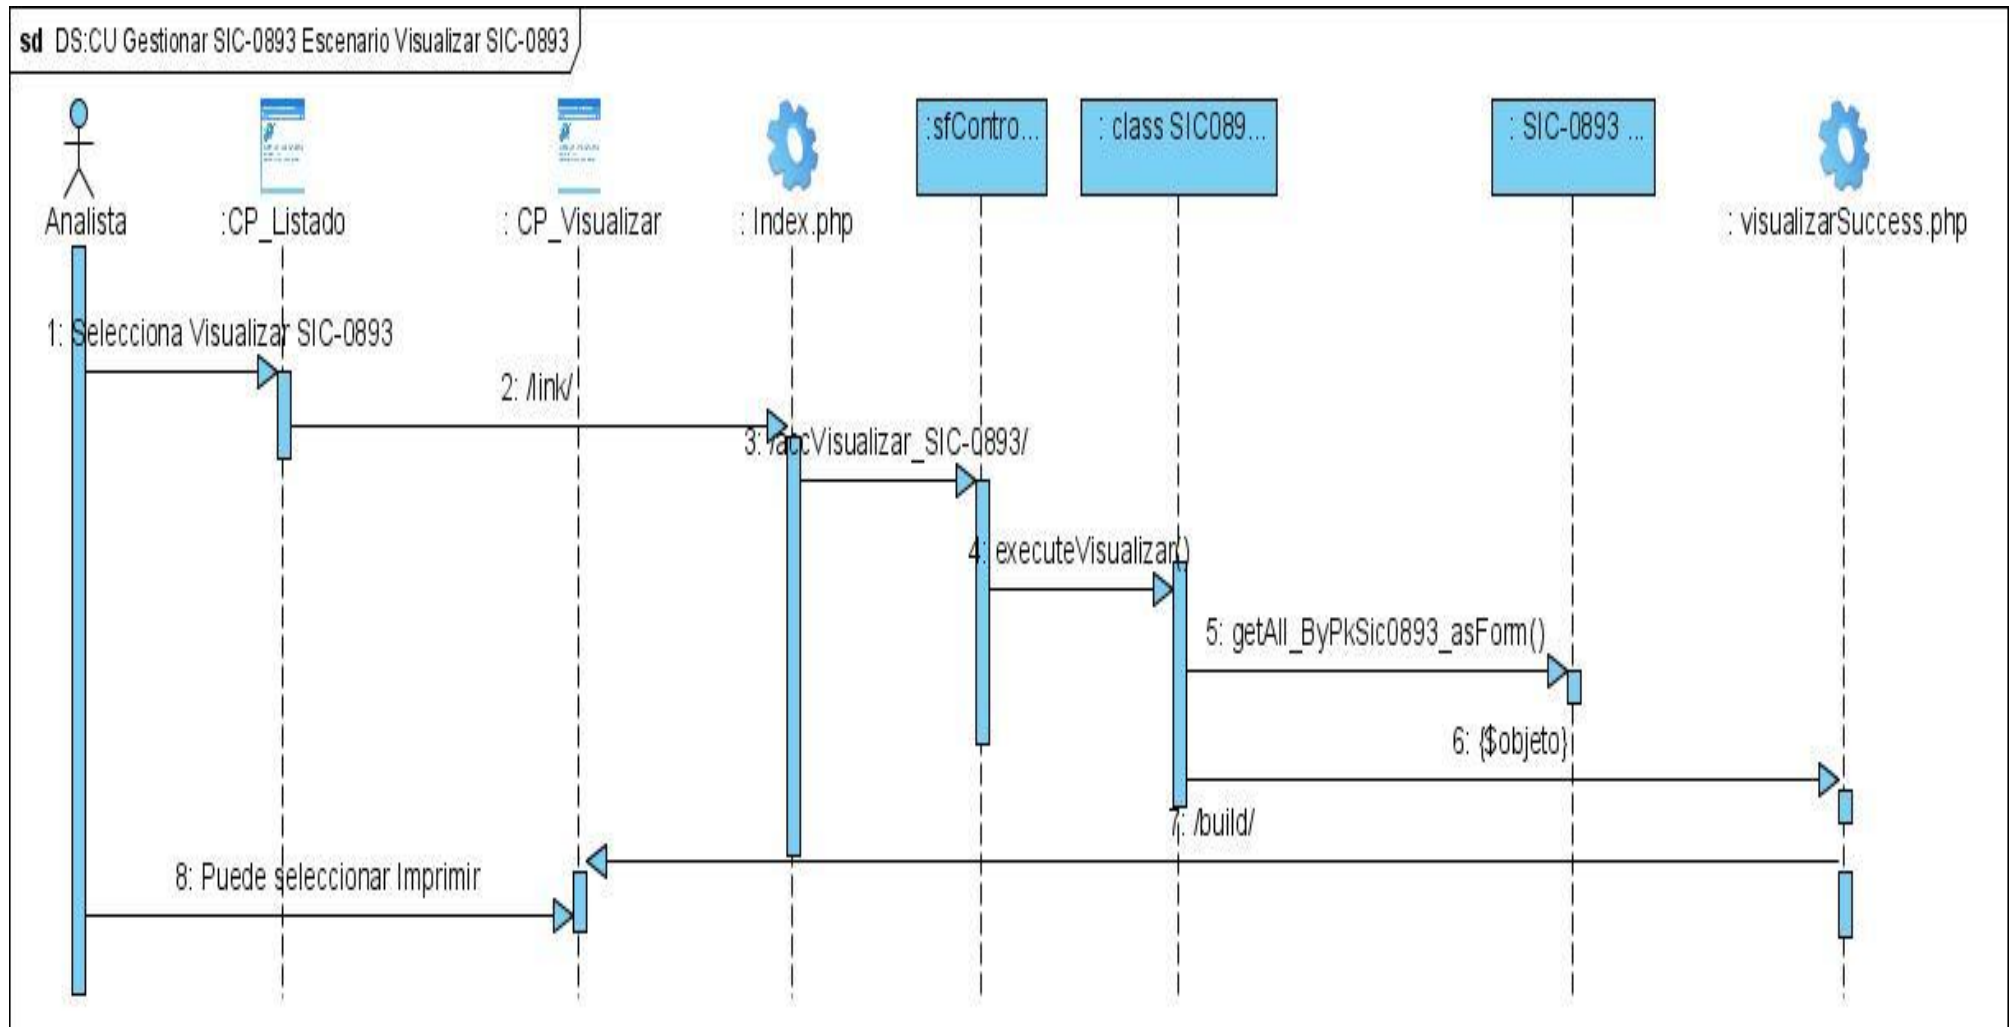 sd DS:CU Gestionar SIC-0893 Escenario Visualizar SIC-0893
:sfContro...
: class SIC089...
: SIC-0893 ...
Analista
:CP_Listado
: CP_Visualizar
: Index.php
: visualizarSuccess.php
1: Selecciona Visualizar SIC-0893
2: /link/
3: /accVisualizar_SIC-0893/
4: executeVisualizar()
5: getAll_ByPkSic0893_asForm()
6: {$objeto}
7: /build/
8: Puede seleccionar Imprimir